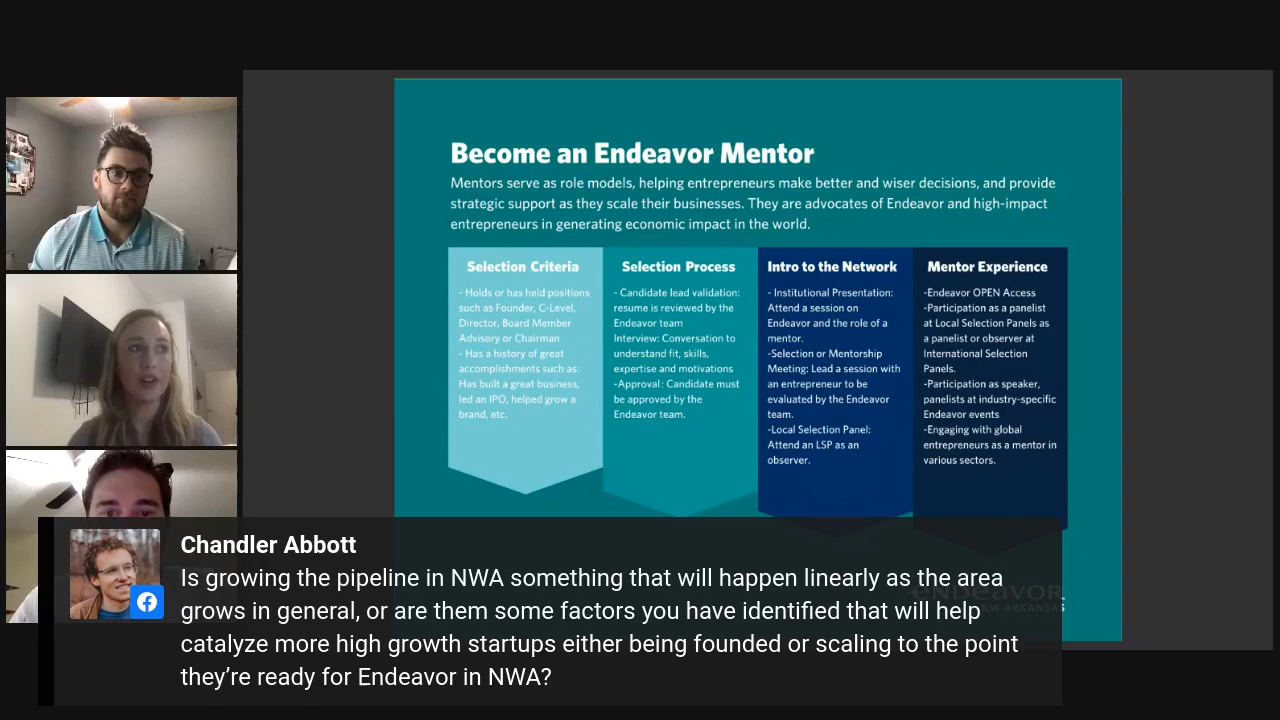 Become an Endeavor Mentor
Mentors serve as role models, helping entrepreneurs make better and wiser decisions, and provide
strategic support as they scale their businesses. They are advocates of Endeavor and high-impact
entrepreneurs in generating economic impact in the world.
Selection Criteria
- Holds or has held positions
such as Founder, C-Level,
Director, Board Member
Advisory or Chairman
- Has a history of great
accomplishments such as:
Has built a great business,
led an IPO, helped grow a
brand, etc.
Selection Process
- Candidate lead validation:
resume is reviewed by the
Endeavor team
Interview: Conversation to
understand fit, skills,
expertise and motivations
-Approval: Candidate must
be approved by the
Endeavor team.
Intro to the Network
- Institutional Presentation:
Attend a session on
Endeavor and the role of a
mentor.
-Selection or Mentorship
Meeting: Lead a session with
an entrepreneur to be
evaluated by the Endeavor
team.
-Local Selection Panel:
Attend an LSP as an
observer.
Mentor Experience
-Endeavor OPEN Access
-Participation as a panelist
at Local Selection Panels as
a panelist or observer at
International Selection
Panels.
-Participation as speaker,
panelists at industry-specific
Endeavor events
-Engaging with global
entrepreneurs as a mentor in
various sectors.
eNDEAVOR
NW ARKANSAS
Chandler Abbott
Is growing the pipeline in NWA something that will happen linearly as the area
grows in general, or are them some factors you have identified that will help
catalyze more high growth startups either being founded or scaling to the point
they’re ready for Endeavor in NWA?